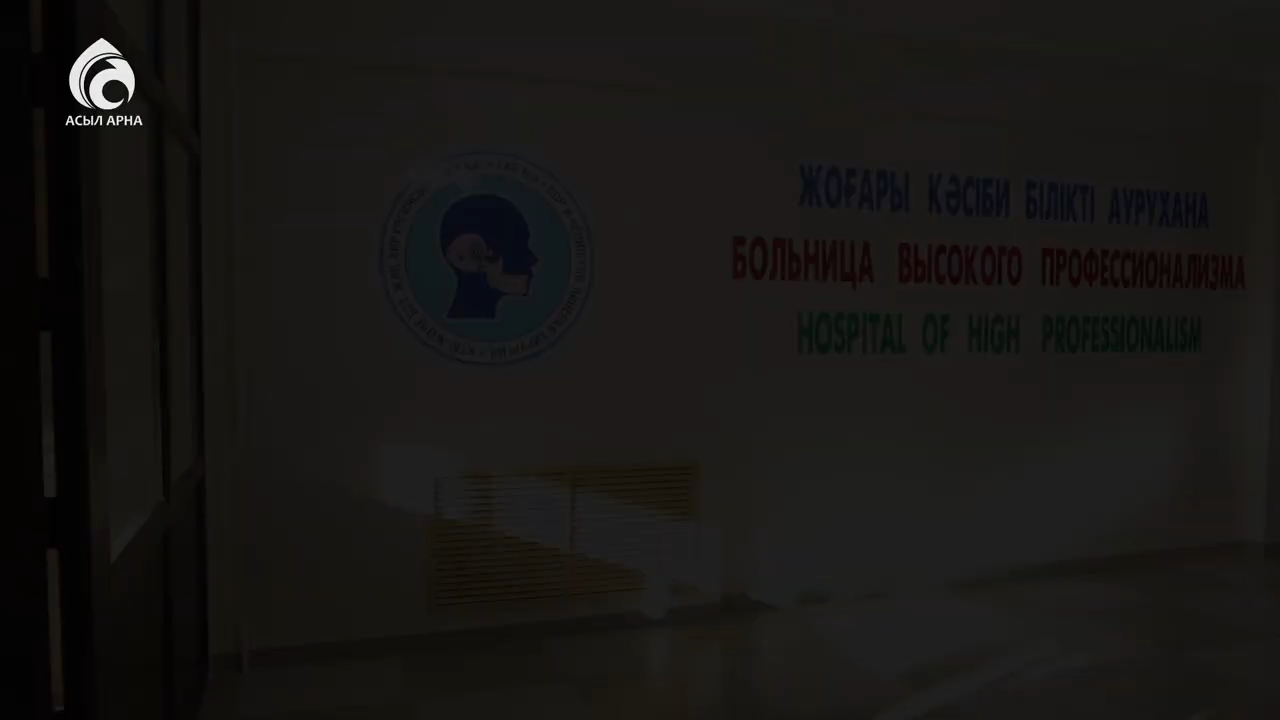 АСЫЛ АРНА
ЖОҒАРЫ КӘСІБИ БІЛІКТІ АУРУХАНА
БОЛЬНИЦА ВЫСОКОГО ПРОФЕССИОНАЛИЗМА
HOSPITAL OF HIGH PROFESSIONALISM